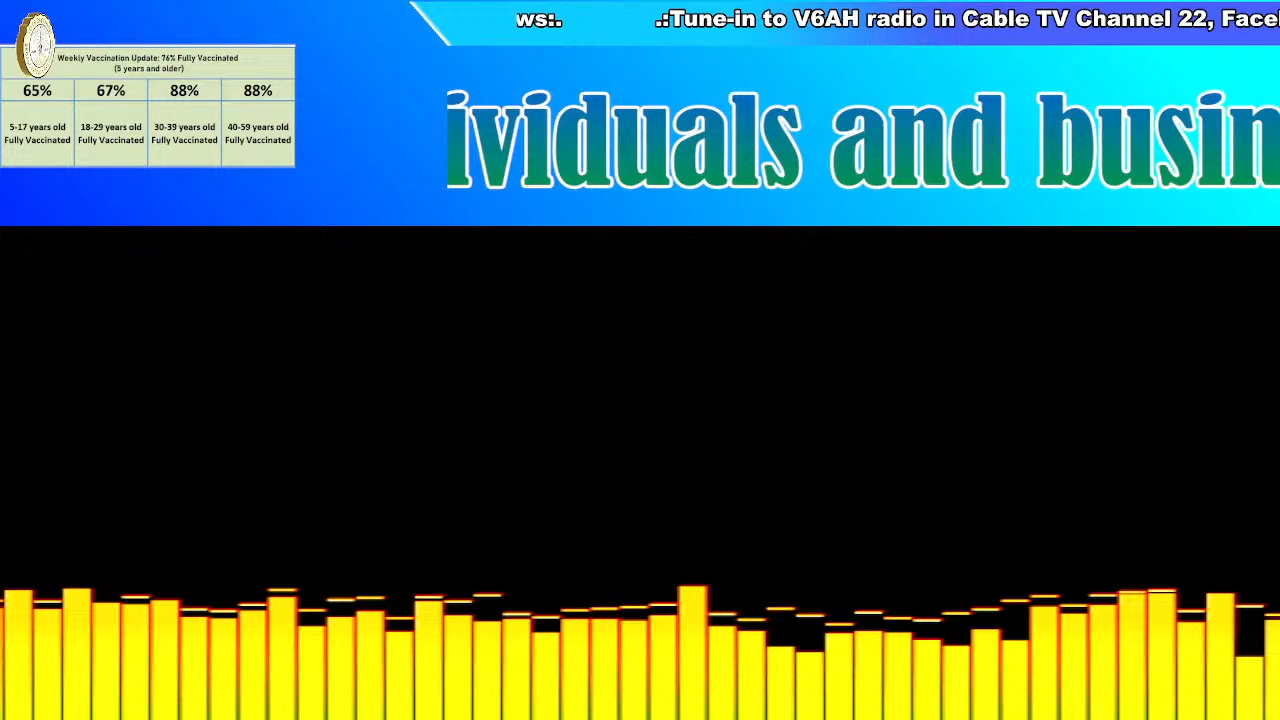 ws:. .:Tune-in to V6AH radio in Cable TV Channel 22, Face
Weekly Vaccination Update: 76% Fully Vaccinated
(5 years and older)
65% 67% 88% 88%
5-17 years old 18-29 years old 30-39 years old 40-59 years old
Fully Vaccinated Fully Vaccinated Fully Vaccinated Fully Vaccinated
ividuals and busin